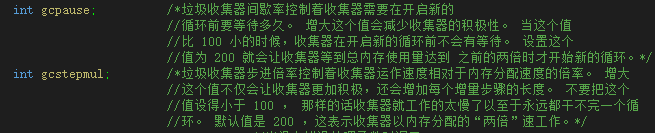 int gcpause;          /*垃圾收集器间歇率控制着收集器需要在开启新的
//循环前要等待多久。 增大这个值会减少收集器的积极性。 当这个值
//比 100 小的时候，收集器在开启新的循环前不会有等待。 设置这个
//值为 200 就会让收集器等到总内存使用量达到 之前的两倍时才开始新的循环。*/
int gcstepmul;        /*垃圾收集器步进倍率控制着收集器运作速度相对于内存分配速度的倍率。 增大
//这个值不仅会让收集器更加积极，还会增加每个增量步骤的长度。 不要把这个
//值设得小于 100 ， 那样的话收集器就工作的太慢了以至于永远都干不完一个循
//环。 默认值是 200 ，这表示收集器以内存分配的“两倍”速工作。*/